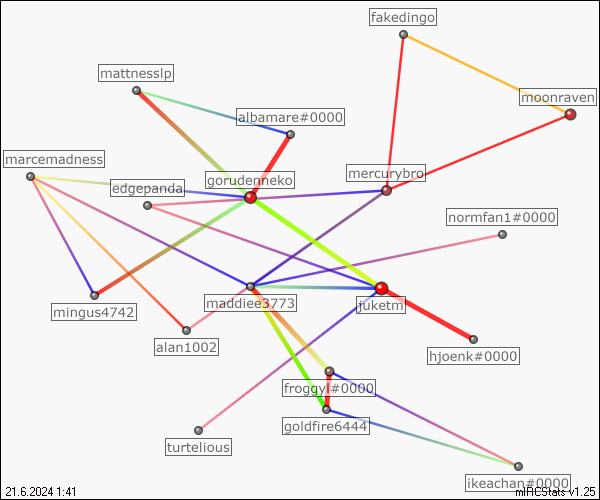 fakedingo
mattnesslp
moonraven
albamare#0000
marcemadness
mercurybro
gorudenneko
edgepanda
normfan1#0000
maddiee3773
juketm
mingus4742
alan1002
hjoenk#0000
froggyl#0000
goldfire6444
turtelious
ikeachan#0000
21.6.2024 1:41
mIRCStats v1.25